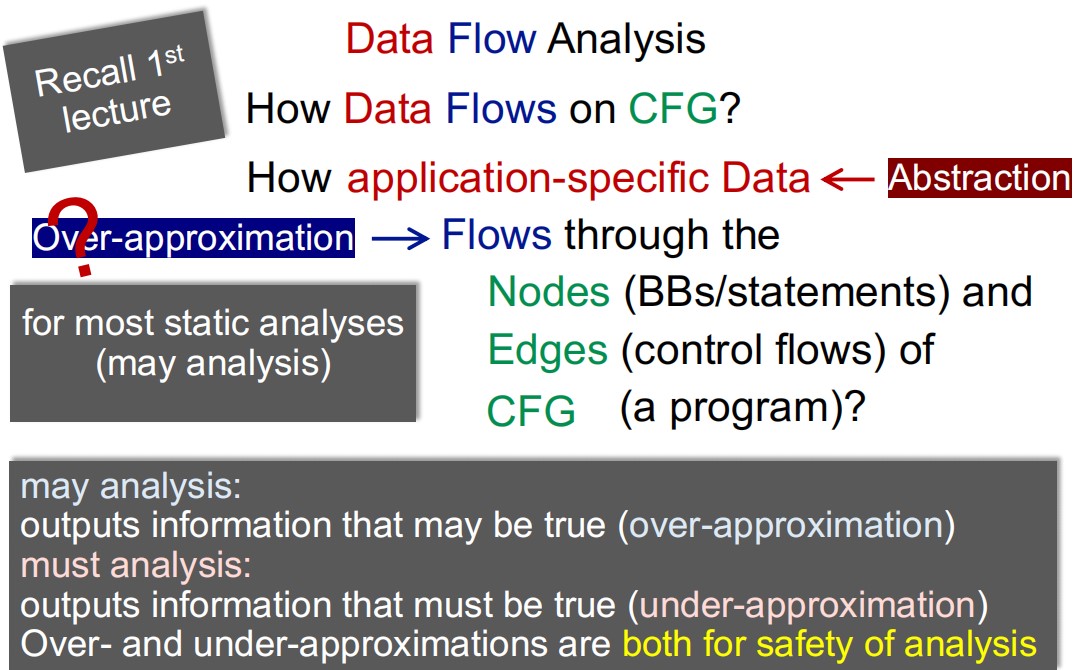 Recall 1st
lecture
Data Flow Analysis
How Data Flows on CFG?
How application-specific Data ← Abstraction
?
Over-approximation → Flows through the
Nodes (BBs/statements) and
Edges (control flows) of
CFG (a program)?
for most static analyses
(may analysis)
may analysis:
outputs information that may be true (over-approximation)
must analysis:
outputs information that must be true (under-approximation)
Over- and under-approximations are both for safety of analysis